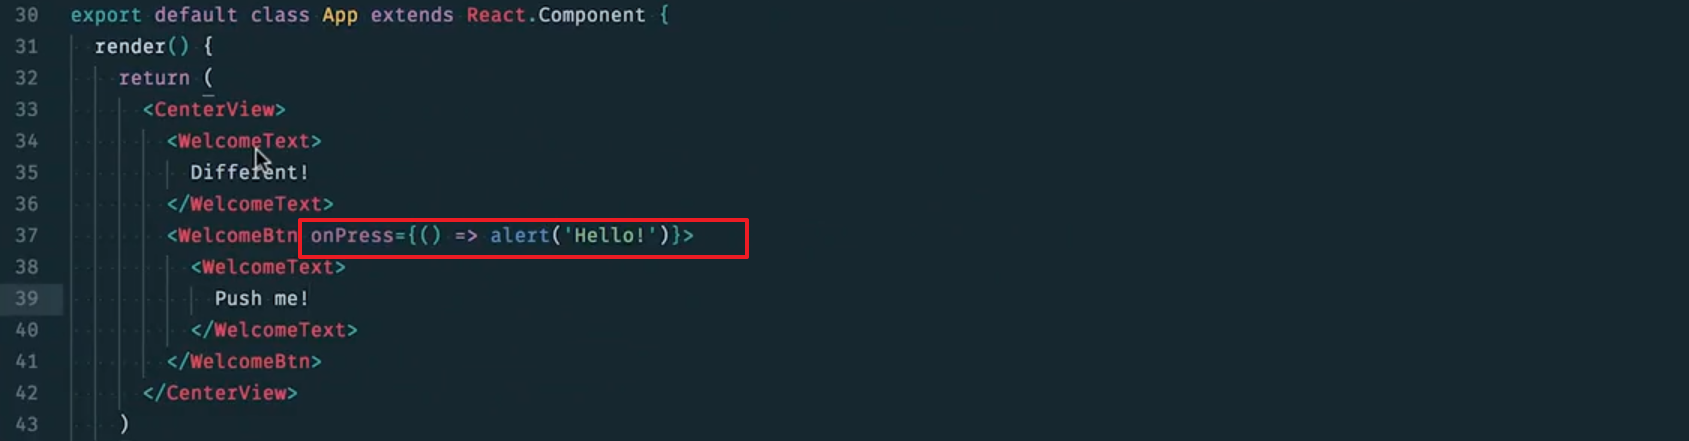 30 export default class App extends React.Component {
31 render() {
32 return (
33 <CenterView>
34 <WelcomeText>
35 Different!
36 </WelcomeText>
37 <WelcomeBtn onPress={() => alert('Hello!')}>
38 <WelcomeText>
39 Push me!
40 </WelcomeText>
41 </WelcomeBtn>
42 </CenterView>
43 )